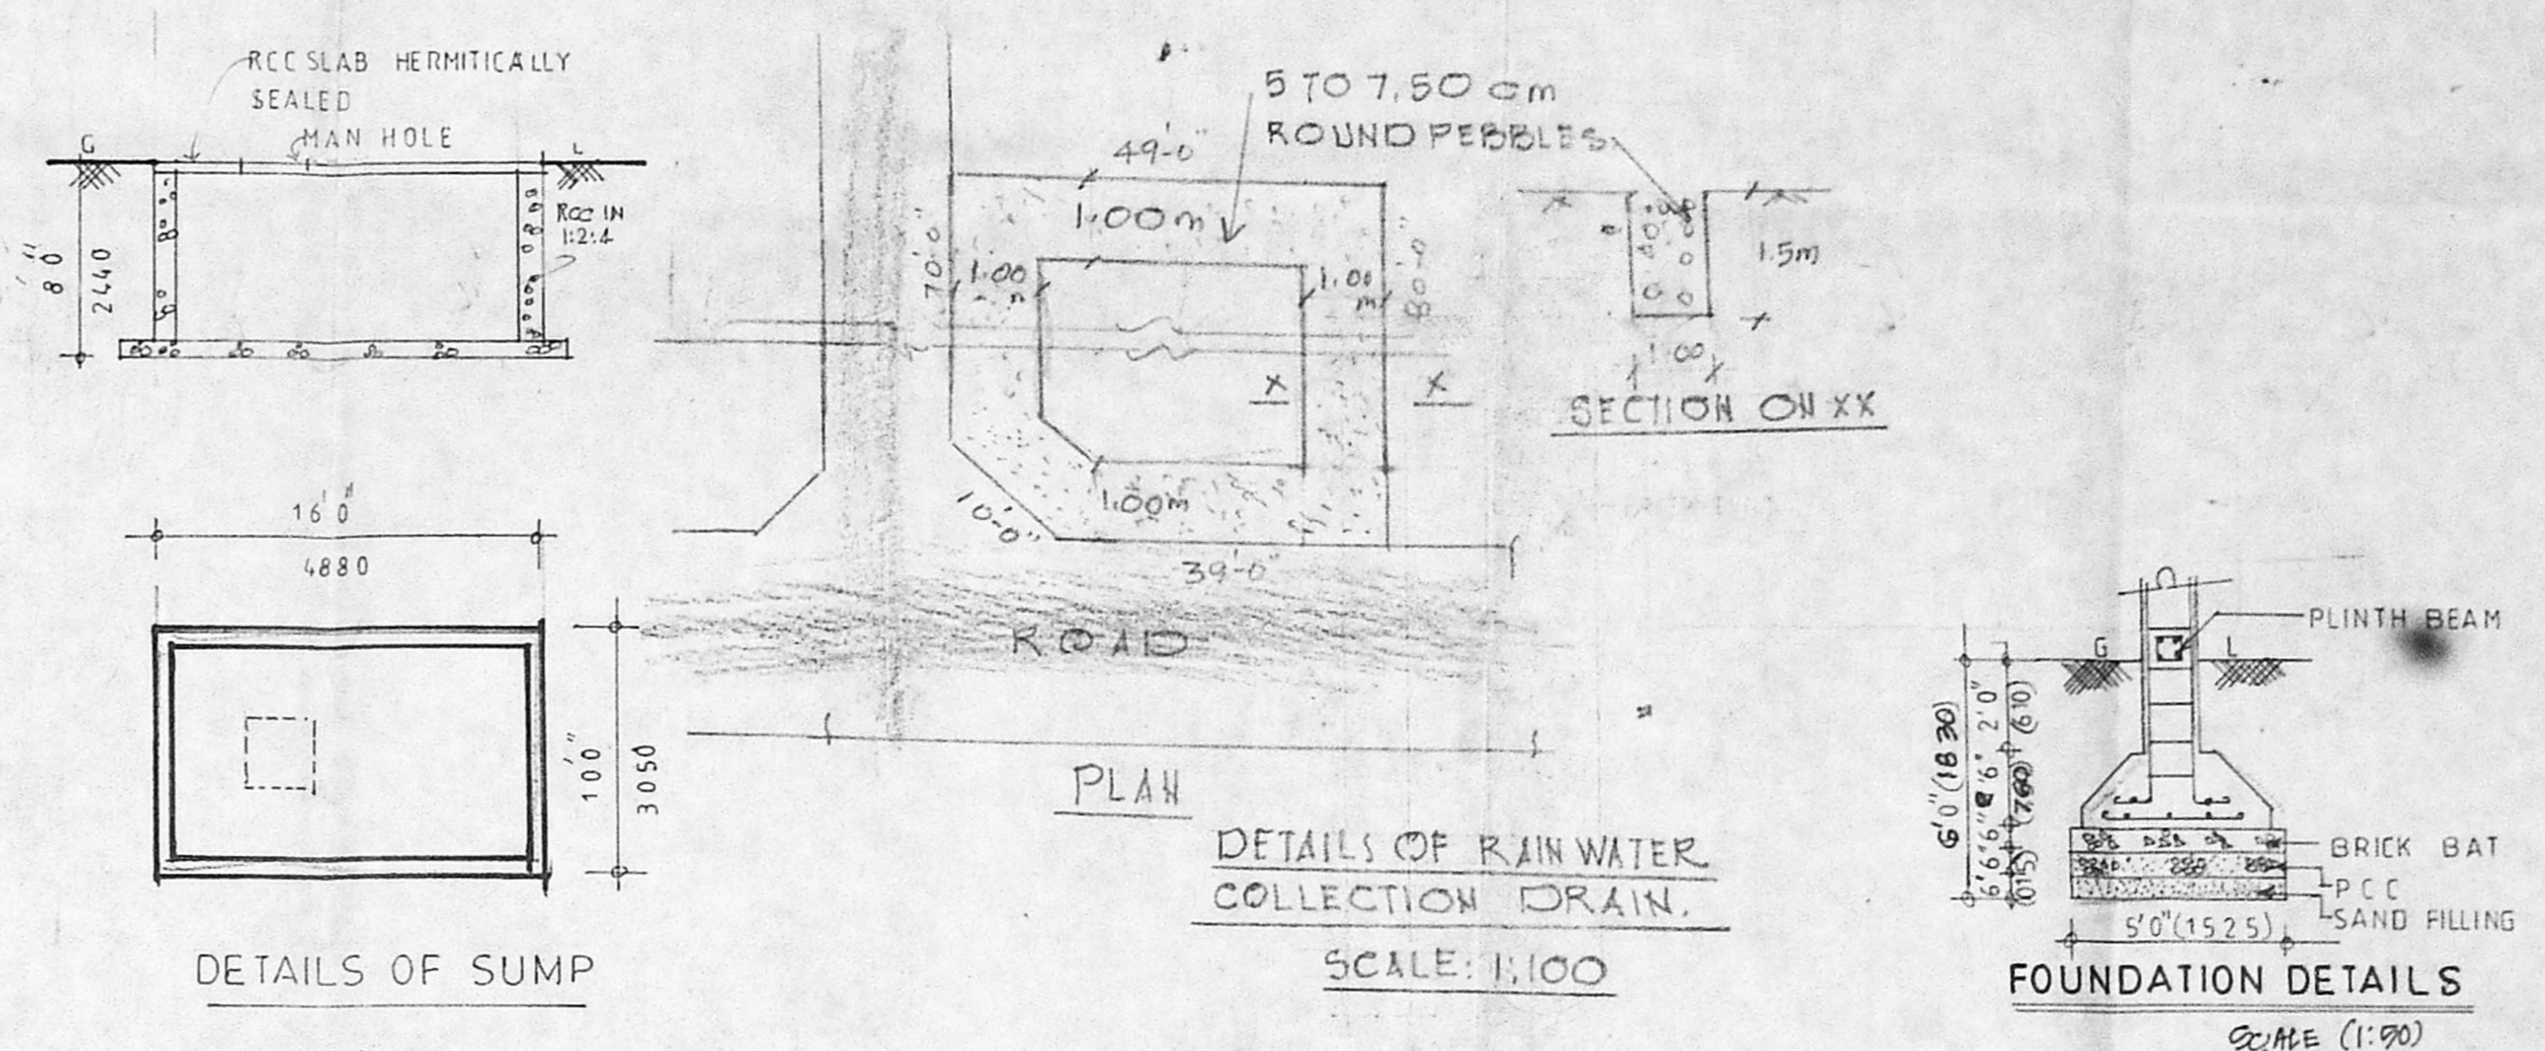 RCC SLAB HERMITICALLY
SEALED
MAN HOLE
G
L
RCC IN
1:2:4
8'0"
2440
16'0"
4880
10'0"
3050
DETAILS OF SUMP
5 TO 7.50 cm
ROUND PEBBLES
49'-0"
1.00m
70'-0"
1.00
m
1.00
m
80'-0"
X
X
1.00m
10'-0"
39'-0"
ROAD
PLAN
DETAILS OF RAIN WATER
COLLECTION DRAIN.
SCALE: 1:100
1.5m
1.00
SECTION ON XX
PLINTH BEAM
G
L
6'0"(1830)
2'0"
(610)
(760)
BRICK BAT
PCC
SAND FILLING
5'0"(1525)
FOUNDATION DETAILS
SCALE (1:50)